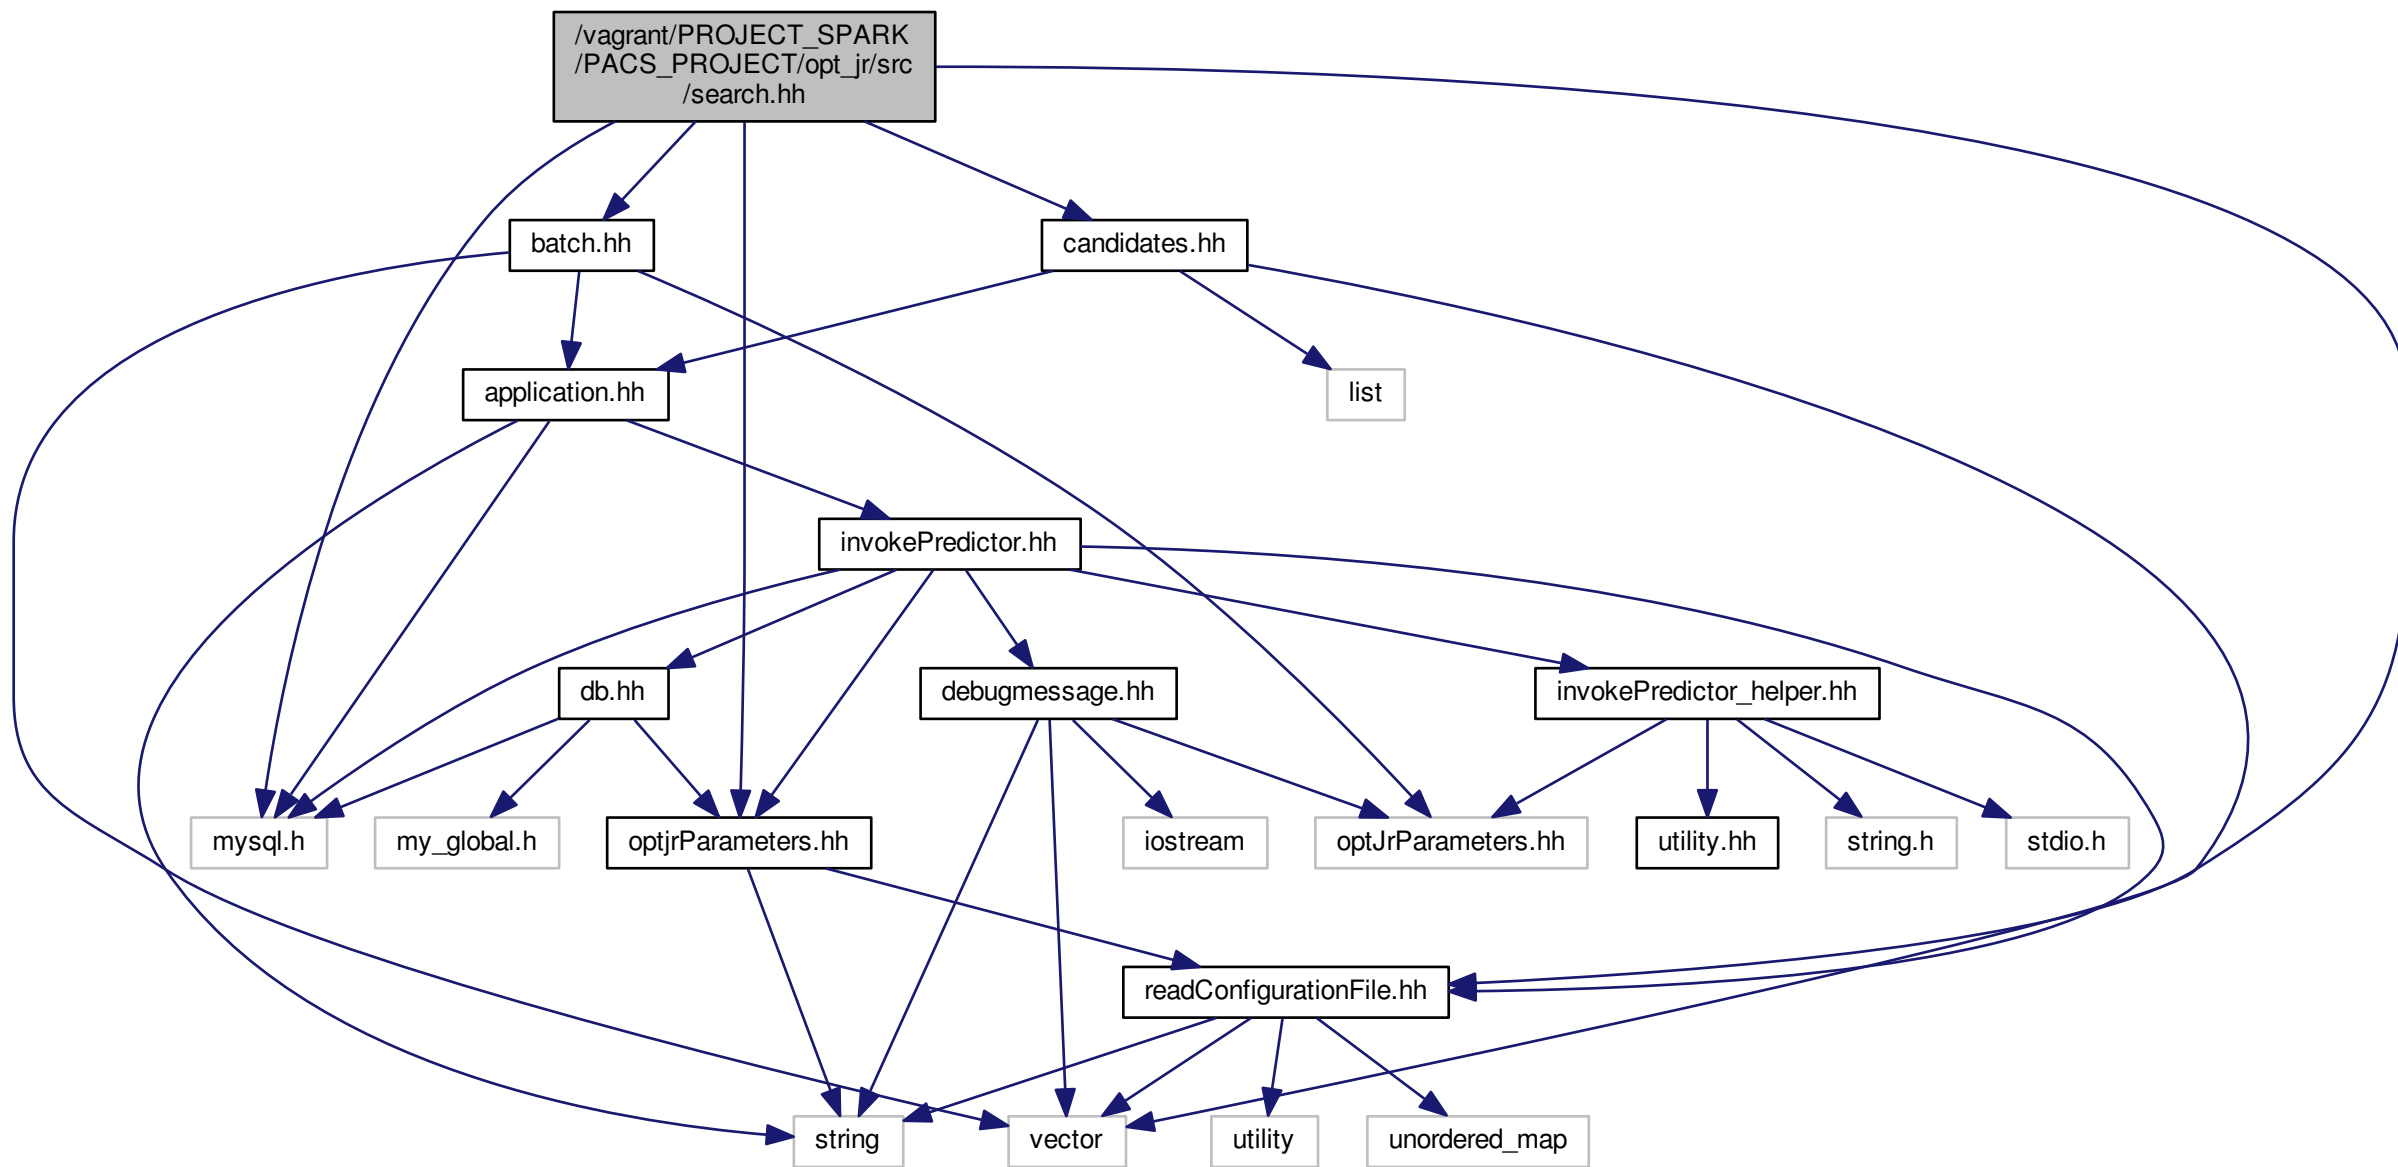 /vagrant/PROJECT_SPARK
/PACS_PROJECT/opt_jr/src
/search.hh
batch.hh
candidates.hh
application.hh
list
invokePredictor.hh
db.hh
debugmessage.hh
invokePredictor_helper.hh
mysql.h
my_global.h
optjrParameters.hh
iostream
optJrParameters.hh
utility.hh
string.h
stdio.h
readConfigurationFile.hh
string
vector
utility
unordered_map